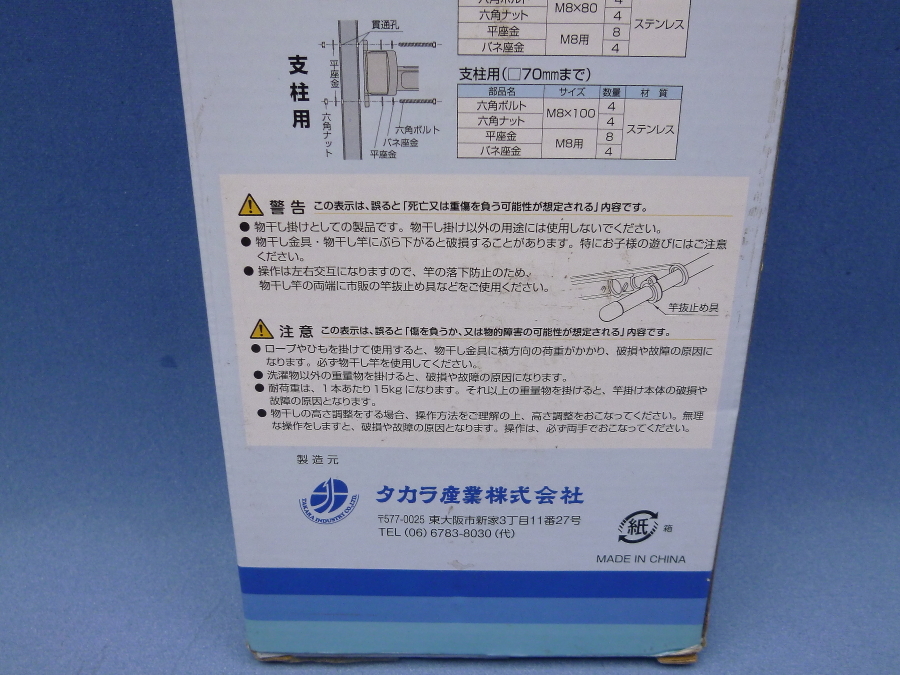 六角ボルト M8×80 4 ステンレス
六角ナット 4
平座金 M8用 8
バネ座金 4
支柱用(□70mmまで)
部品名 サイズ 数量 材質
六角ボルト M8×100 4 ステンレス
六角ナット 4
平座金 M8用 8
バネ座金 4
支柱用
貫通孔
平座金
六角ナット
六角ボルト
バネ座金
平座金
警告 この表示は、誤ると「死亡又は重傷を負う可能性が想定される」内容です。
●物干し掛けとしての製品です。物干し掛け以外の用途には使用しないでください。
●物干し金具・物干し竿にぶら下がると破損することがあります。特にお子様の遊びにはご注意
ください。
●操作は左右交互になりますので、竿の落下防止のため、
物干し竿の両端に市販の竿抜止め具などをご使用ください。
竿抜止め具
注意 この表示は、誤ると「傷を負うか、又は物的障害の可能性が想定される」内容です。
●ロープやひもを掛けて使用すると、物干し金具に横方向の荷重がかかり、破損や故障の原因に
なります。必ず物干し竿を使用してください。
●洗濯物以外の重量物を掛けると、破損や故障の原因になります。
●耐荷重は、1本あたり15kgになります。それ以上の重量物を掛けると、竿掛け本体の破損や
故障の原因となります。
●物干しの高さ調整をする場合、操作方法をご理解の上、高さ調整をおこなってください。無理
な操作をしますと、破損や故障の原因となります。操作は、必ず両手でおこなってください。
製造元
TAKARA INDUSTRY CO.,LTD.
タカラ産業株式会社
〒577-0025 東大阪市新家3丁目11番27号
TEL(06)6783-8030(代)
紙 箱
MADE IN CHINA